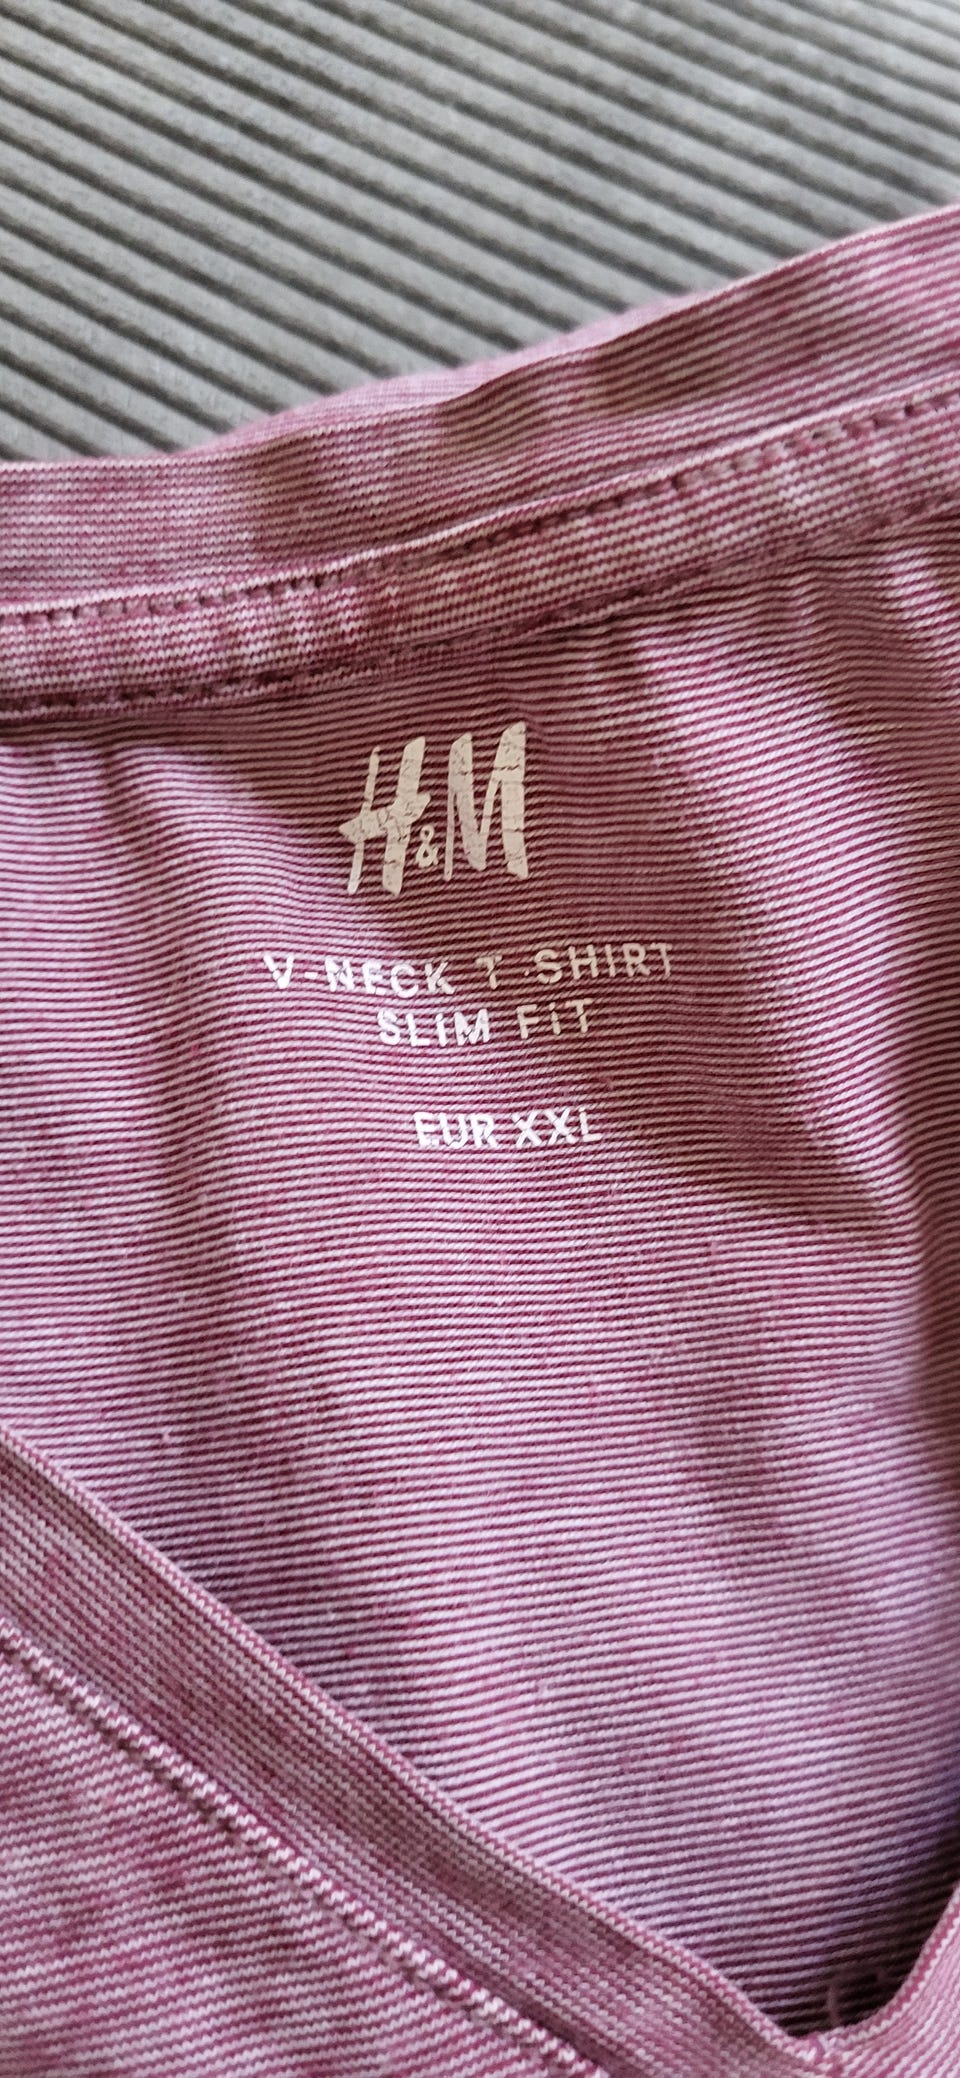 H&M
V-NECK T-SHIRT
SLIM FIT
EUR XXL